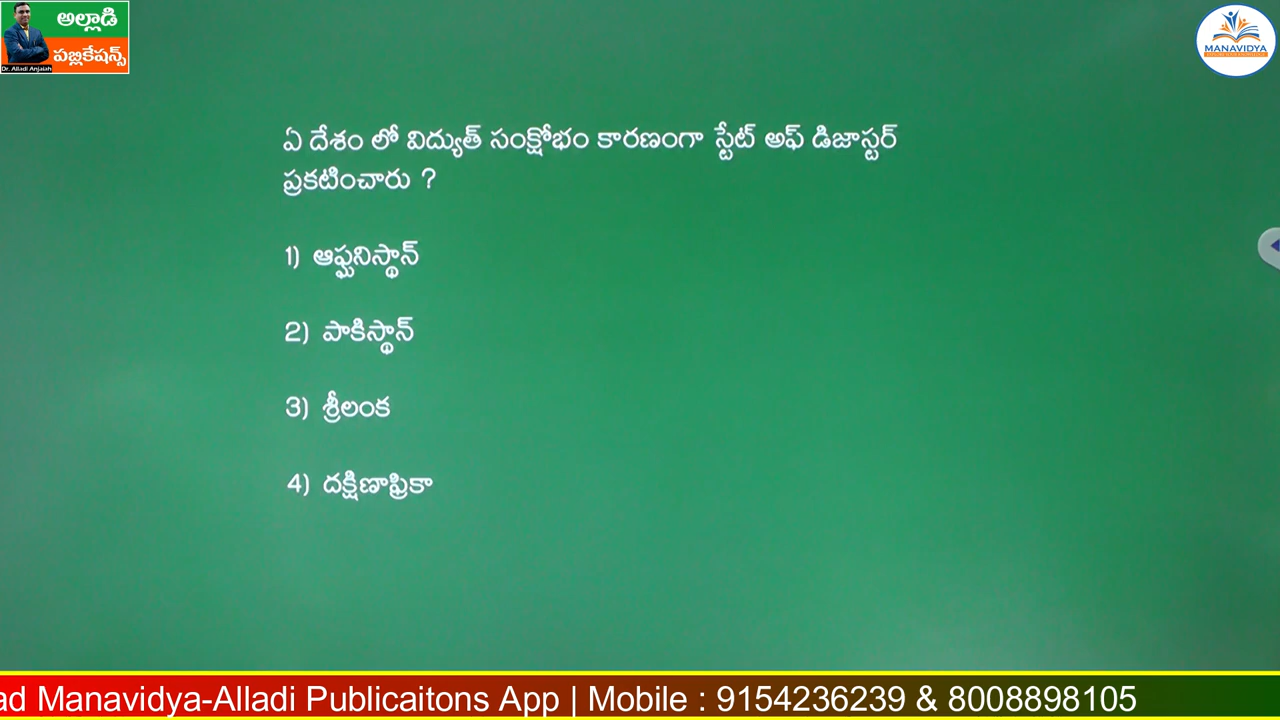 అల్లాడి
పబ్లికేషన్స్
Dr. Alladi Anjaiah
MANAVIDYA
ఏ దేశం లో విద్యుత్ సంక్షోభం కారణంగా స్టేట్ అఫ్ డిజాస్టర్
ప్రకటించారు ?
1) ఆఫ్ఘనిస్థాన్
2) పాకిస్థాన్
3) శ్రీలంక
4) దక్షిణాఫ్రికా
ad Manavidya-Alladi Publicaitons App | Mobile : 9154236239 & 8008898105